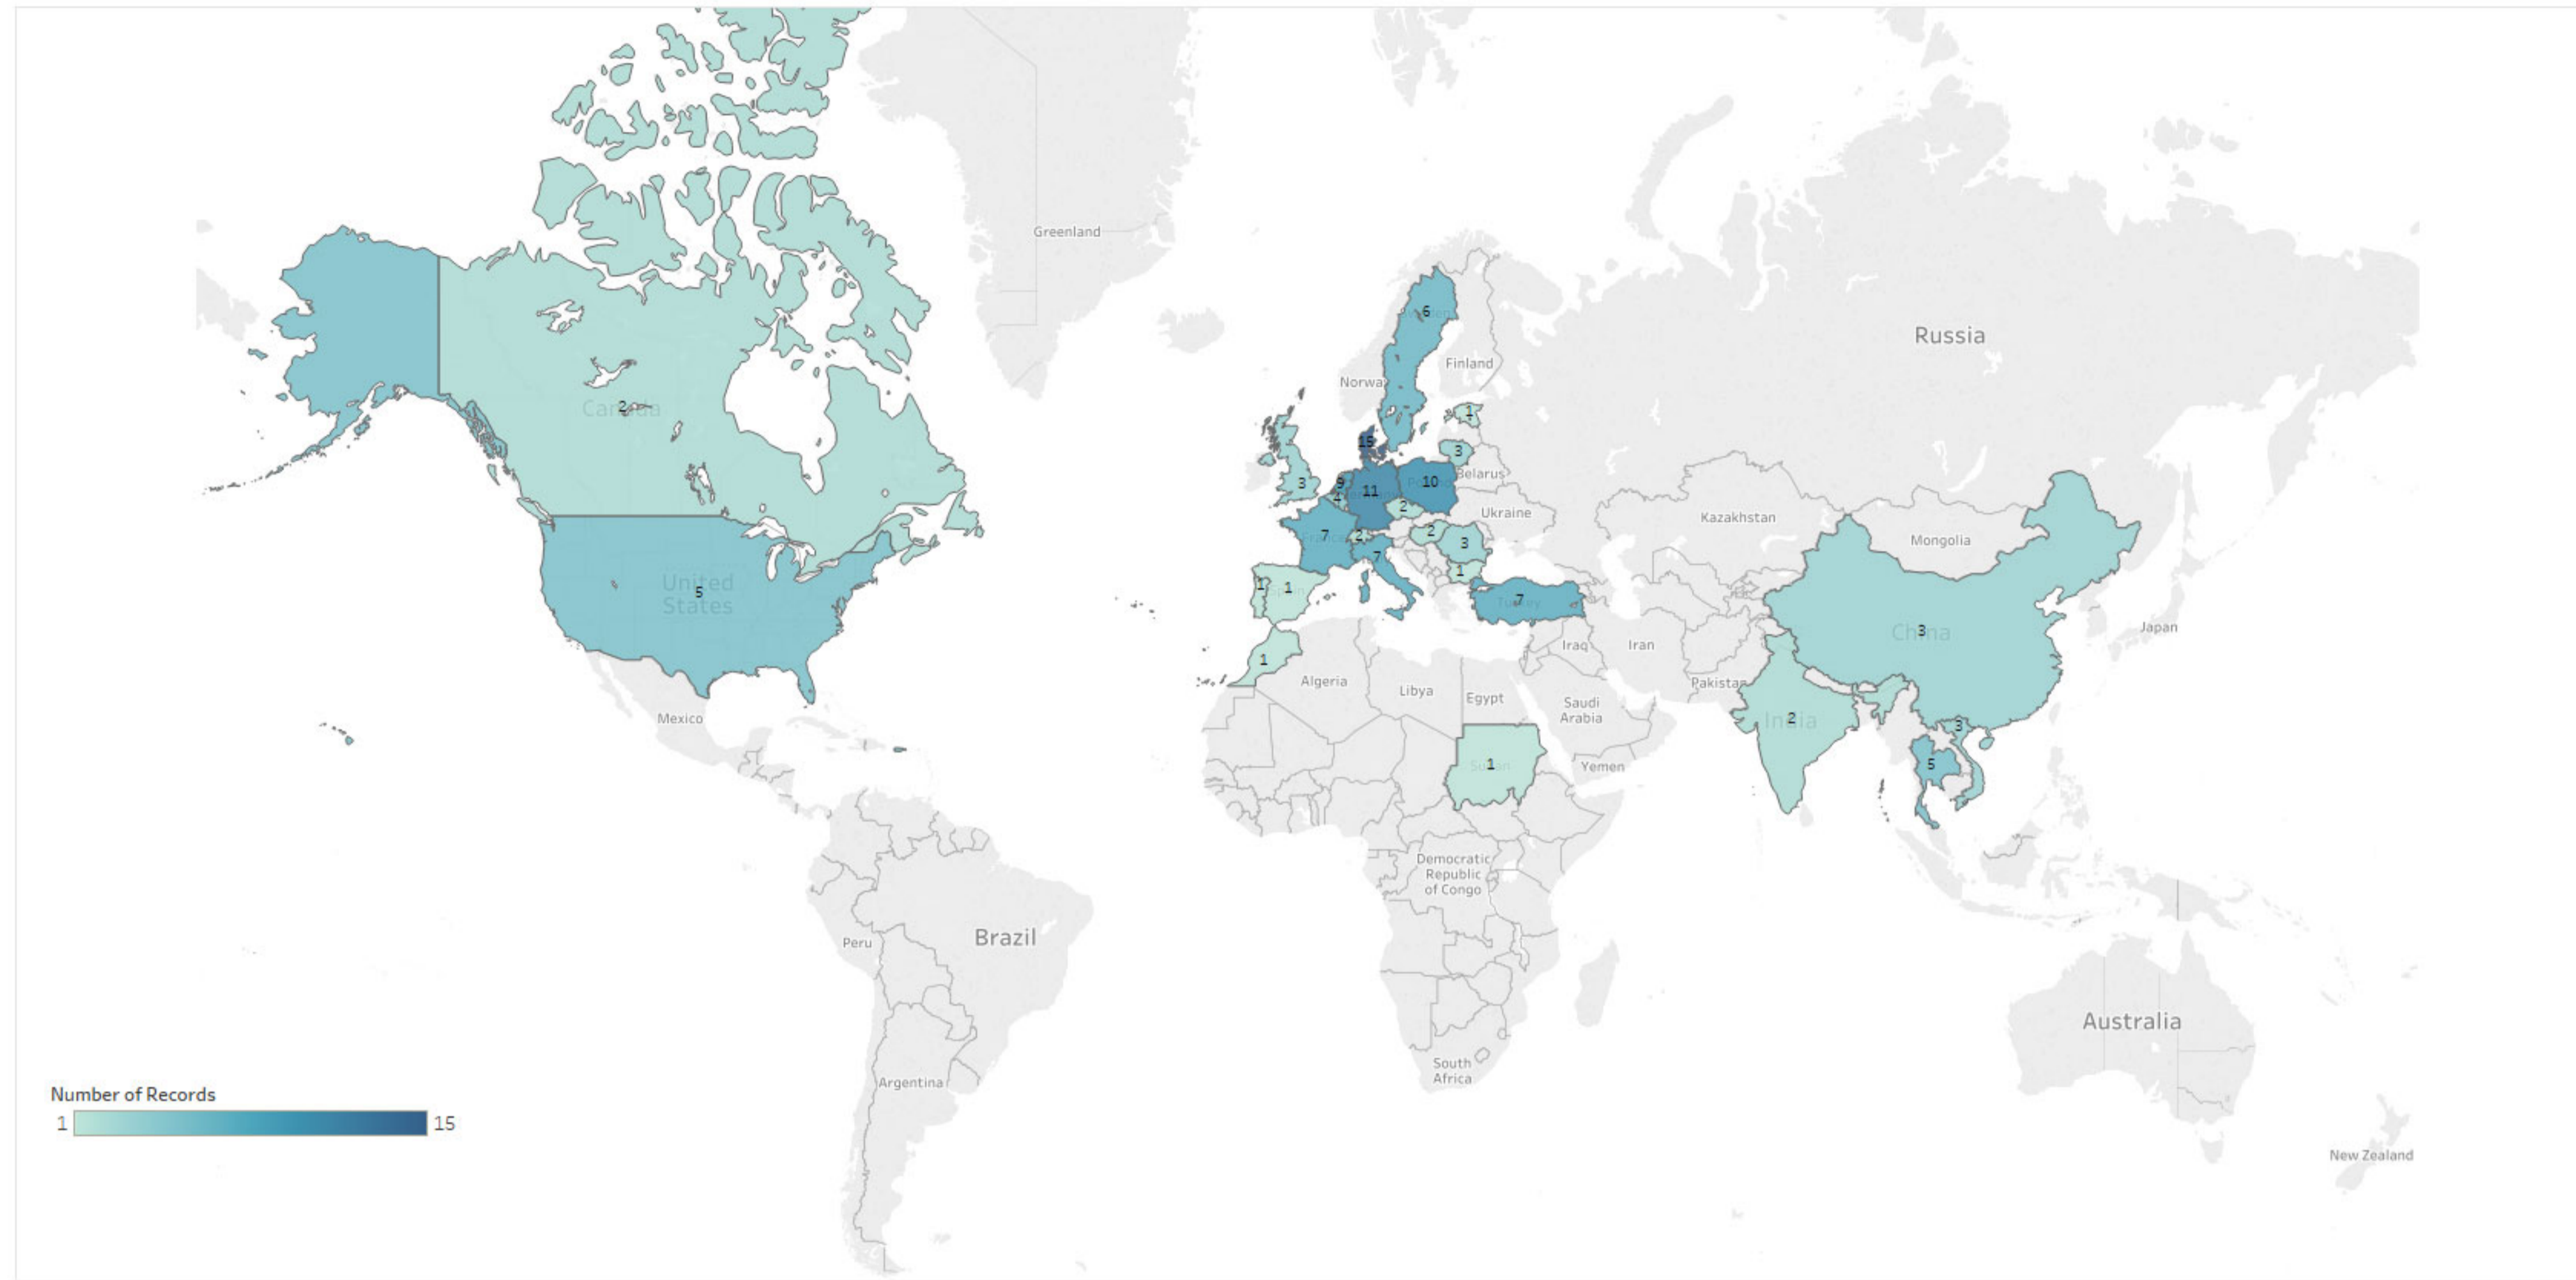 Greenland
Russia
6
Finland
Norwa
2
1
15
3
Belarus
3
9
4
11
10
2
Ukraine
Kazakhstan
Mongolia
7
2
2
3
7
1
United
States
5
1
1
7
China
3
Japan
Iraq
Iran
1
Algeria
Libya
Egypt
Saudi
Arabia
Pakistan
Mexico
India
2
3
5
1
Yemen
Democratic
Republic
of Congo
Peru
Brazil
Australia
South
Africa
Argentina
New Zealand
Number of Records
1
15